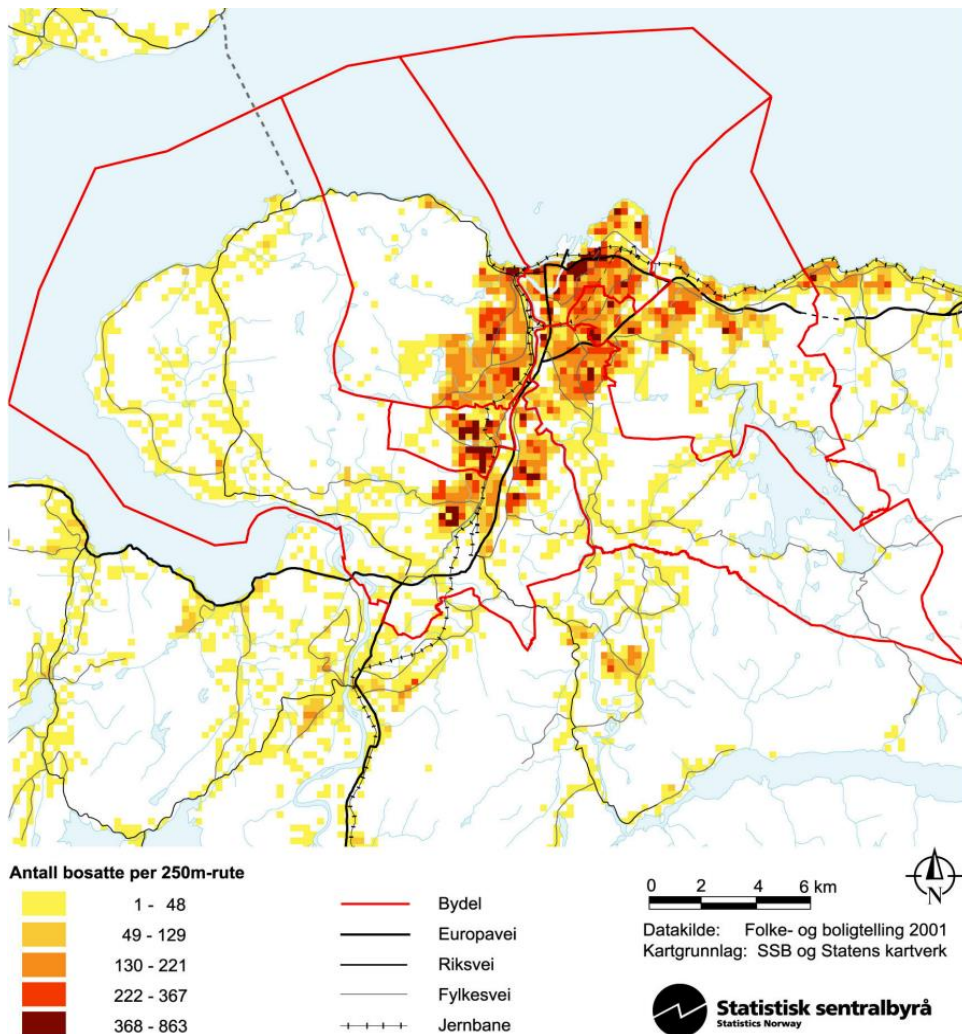 Antall bosatte per 250m-rute
1 - 48
49 - 129
130 - 221
222 - 367
368 - 863
Bydel
Europavei
Riksvei
Fylkesvei
Jernbane
0 2 4 6 km
N
Datakilde: Folke- og boligtelling 2001
Kartgrunnlag: SSB og Statens kartverk
Statistisk sentralbyrå
Statistics Norway